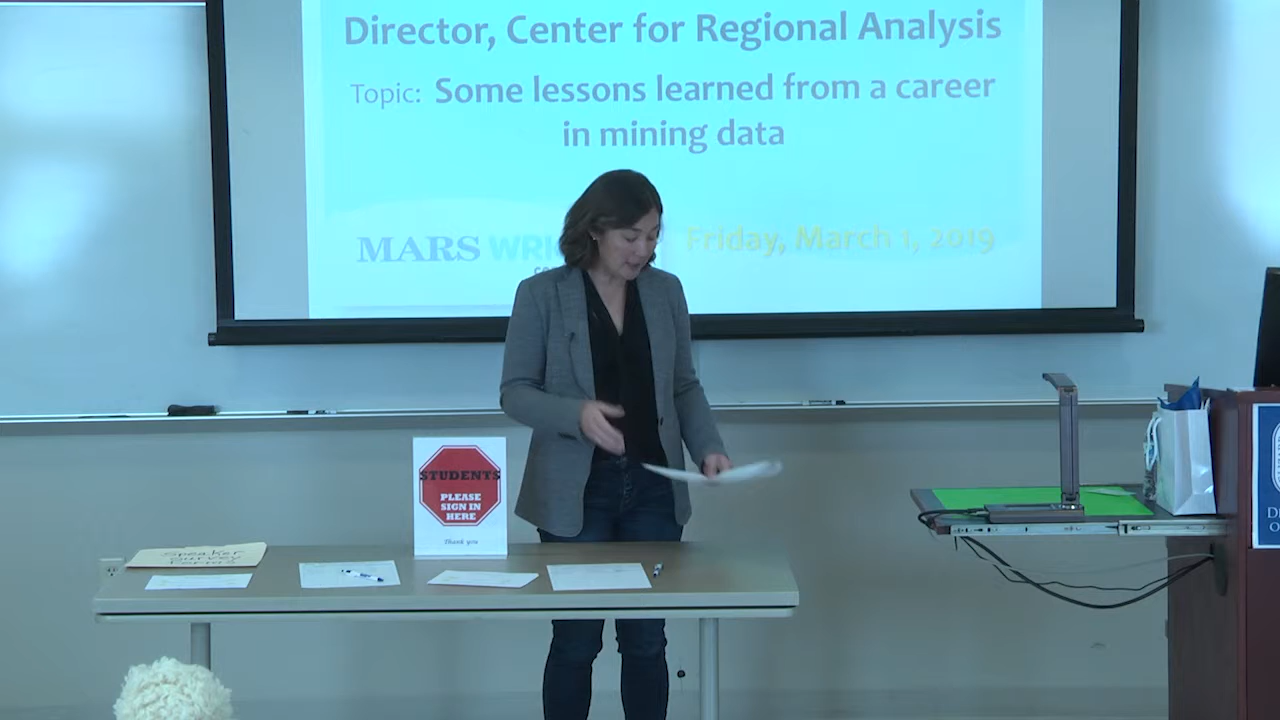 Director, Center for Regional Analysis
Topic: Some lessons learned from a career
in mining data
MARS WRI
Friday, March 1, 2019
STUDENTS
PLEASE
SIGN IN
HERE
Thank you
Speaker
Survey
Forms